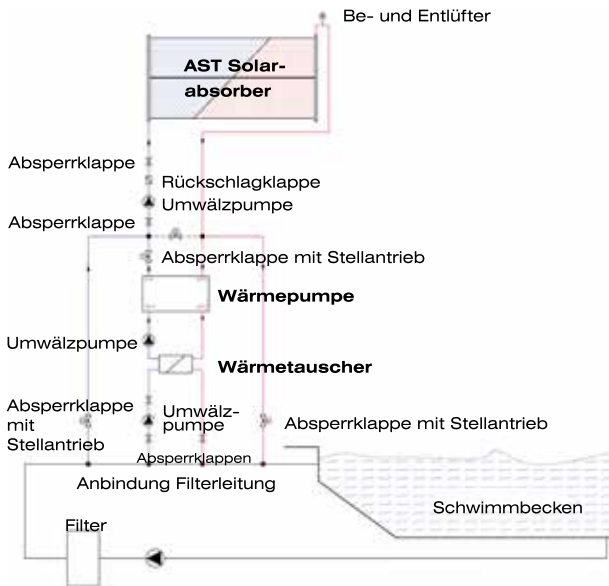 Be- und Entlüfter
AST Solar-
absorber
Absperrklappe
Rückschlagklappe
Umwälzpumpe
Absperrklappe
Absperrklappe mit Stellantrieb
Wärmepumpe
Umwälzpumpe
Wärmetauscher
Absperrklappe
mit
Stellantrieb
Umwälz-
pumpe
Absperrklappe mit Stellantrieb
Absperrklappen
Anbindung Filterleitung
Schwimmbecken
Filter